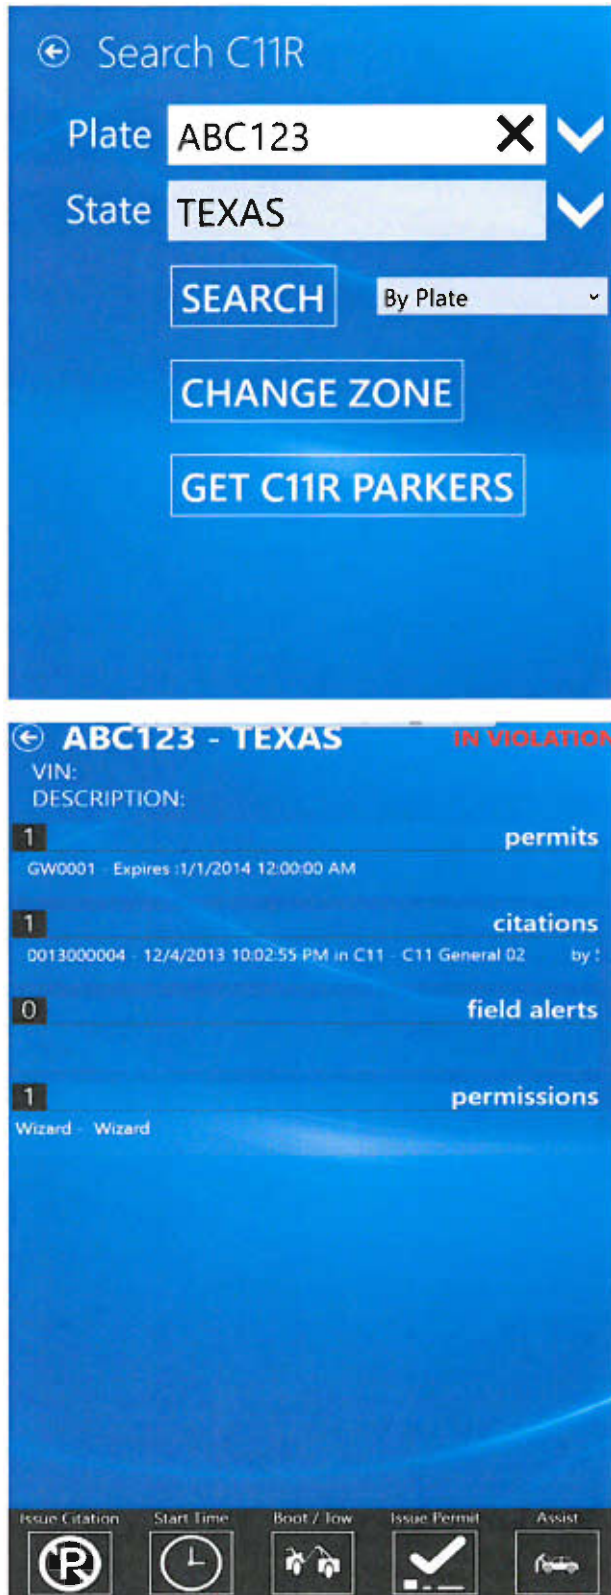 Search C11R
Plate ABC123
State TEXAS
SEARCH By Plate
CHANGE ZONE
GET C11R PARKERS
ABC123 - TEXAS IN VIOLATION
VIN:
DESCRIPTION:
1 permits
GW0001 - Expires :1/1/2014 12:00:00 AM
1 citations
0013000004 - 12/4/2013 10:02:55 PM in C11 - C11 General 02 by :
0 field alerts
1 permissions
Wizard - Wizard
Issue Citation Start Time Boot / Tow Issue Permit Assist
P